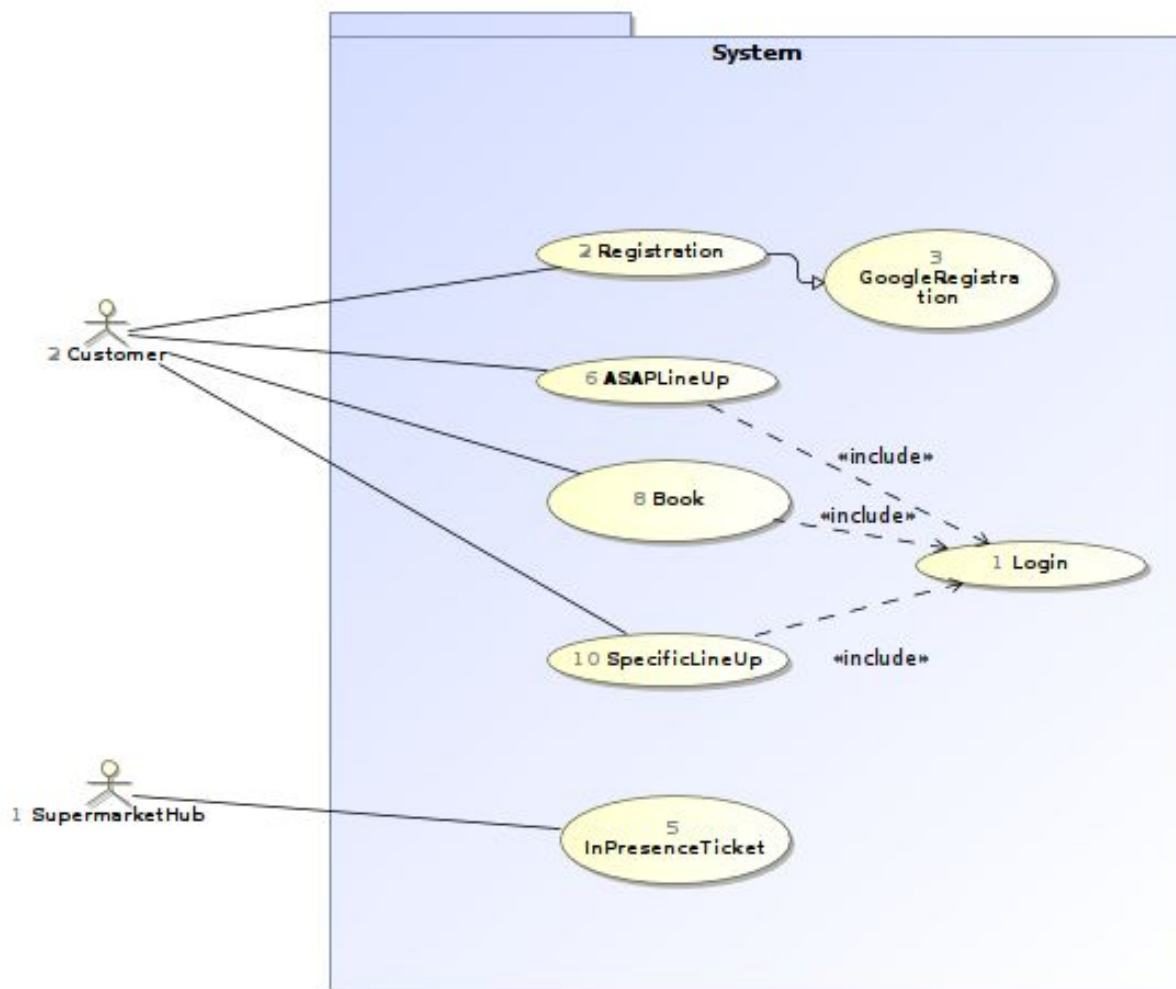 System
2 Registration
3
GoogleRegistra
tion
2 Customer
6 ASAPLineUp
«include»
8 Book
«include»
1 Login
10 SpecificLineUp
«include»
1 SupermarketHub
5
InPresenceTicket